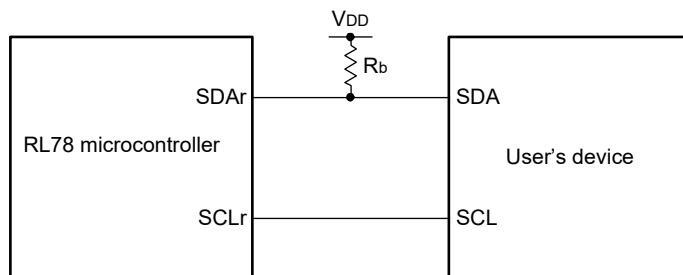 VDD
Rb
SDAr
SDA
RL78 microcontroller
User's device
SCLr
SCL